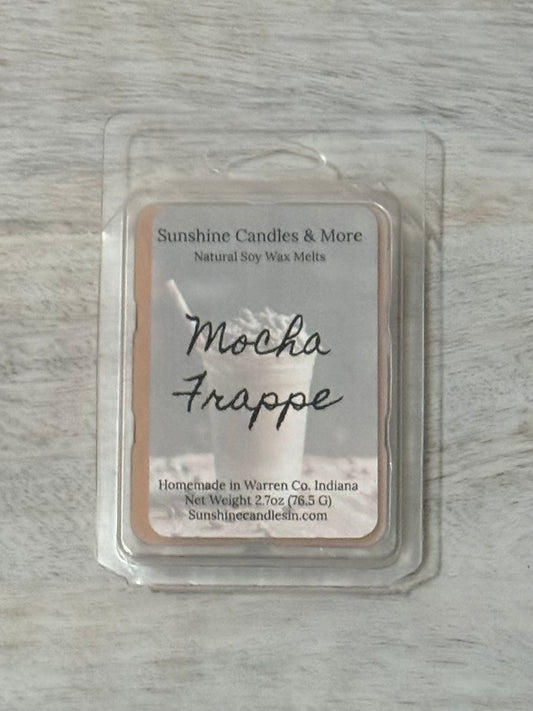 Sunshine Candles & More
Natural Soy Wax Melts
Mocha
Frappe
Homemade in Warren Co. Indiana
Net Weight 2.7oz (76.5 G)
Sunshinecandlesin.com